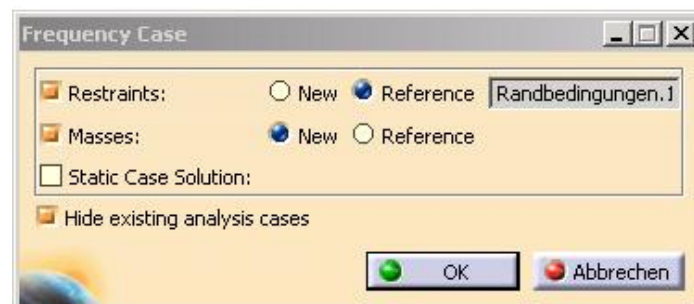 Frequency Case
Restraints: New Reference Randbedingungen.1
Masses: New Reference
Static Case Solution:
Hide existing analysis cases
OK Abbrechen